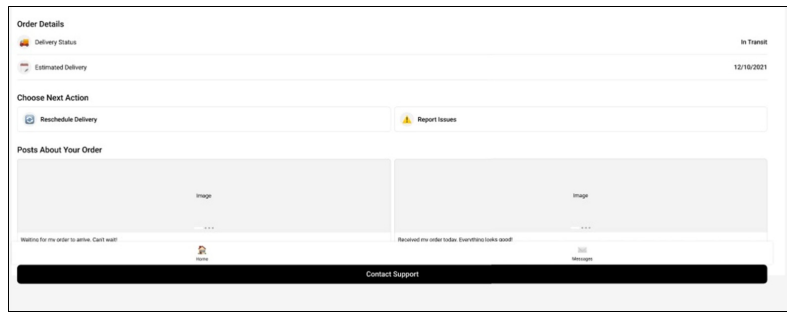 Order Details
Delivery Status
In Transit
Estimated Delivery
12/10/2021
Choose Next Action
Reschedule Delivery
Report Issues
Posts About Your Order
Image
Image
Waiting for my order to arrive. Can't wait!
Received my order today. Everything looks good!
Home
Messages
Contact Support